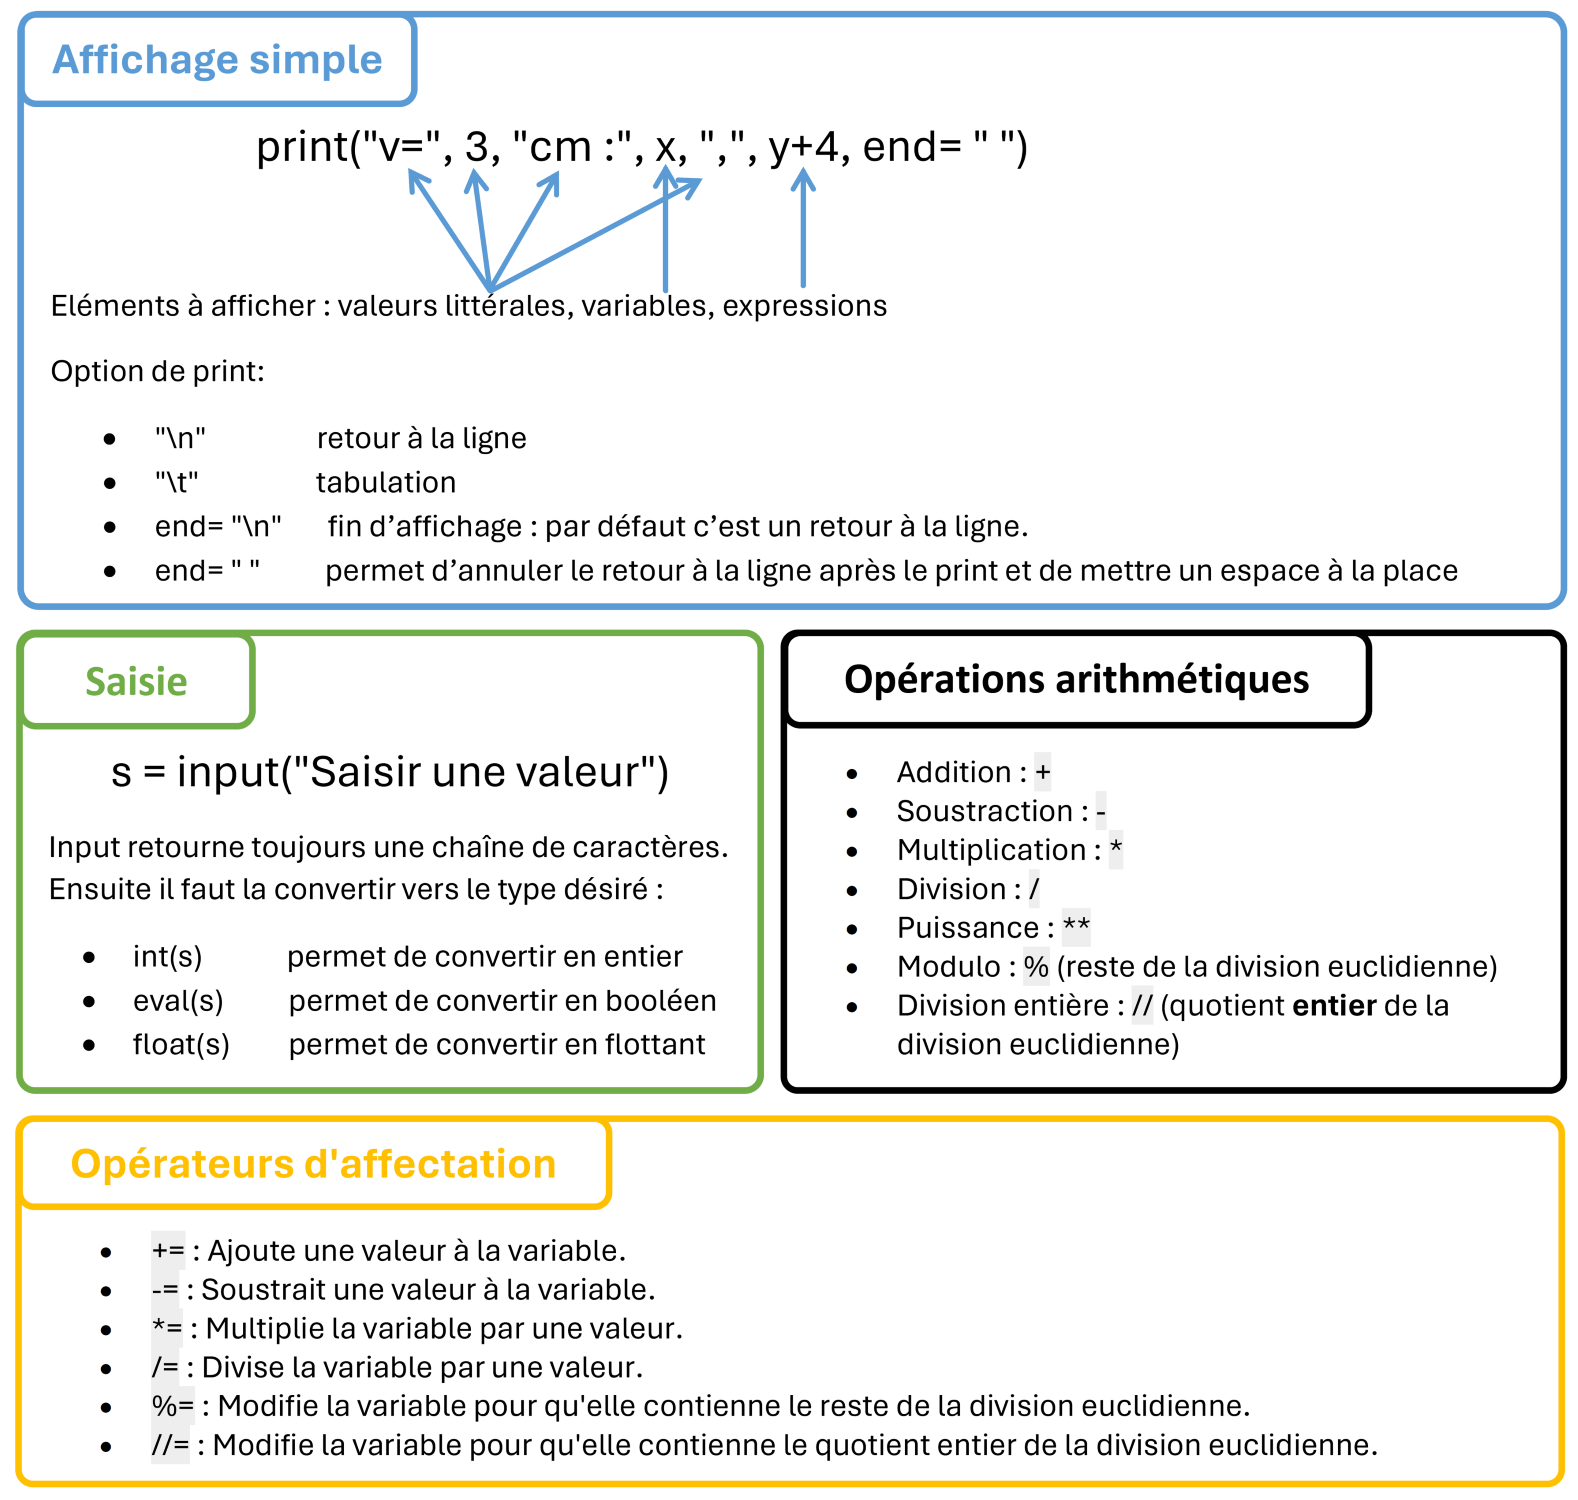 Affichage simple
print("v=", 3, "cm :", x, ",", y+4, end= " ")
Eléments à afficher : valeurs littérales, variables, expressions
Option de print:
• "\n" retour à la ligne
• "\t" tabulation
• end= "\n" fin d’affichage : par défaut c’est un retour à la ligne.
• end= " " permet d’annuler le retour à la ligne après le print et de mettre un espace à la place
Saisie
s = input("Saisir une valeur")
Input retourne toujours une chaîne de caractères.
Ensuite il faut la convertir vers le type désiré :
• int(s) permet de convertir en entier
• eval(s) permet de convertir en booléen
• float(s) permet de convertir en flottant
Opérations arithmétiques
• Addition : +
• Soustraction : -
• Multiplication : *
• Division : /
• Puissance : **
• Modulo : % (reste de la division euclidienne)
• Division entière : // (quotient entier de la
division euclidienne)
Opérateurs d'affectation
• += : Ajoute une valeur à la variable.
• -= : Soustrait une valeur à la variable.
• *= : Multiplie la variable par une valeur.
• /= : Divise la variable par une valeur.
• %= : Modifie la variable pour qu'elle contienne le reste de la division euclidienne.
• //= : Modifie la variable pour qu'elle contienne le quotient entier de la division euclidienne.